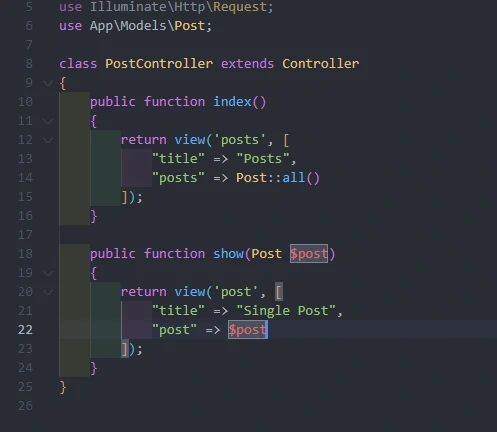 5 use Illuminate\Http\Request;
6 use App\Models\Post;
7
8 class PostController extends Controller
9 {
10     public function index()
11     {
12         return view('posts', [
13             "title" => "Posts",
14             "posts" => Post::all()
15         ]);
16     }
17
18     public function show(Post $post)
19     {
20         return view('post', [
21             "title" => "Single Post",
22             "post" => $post
23         ]);
24     }
25 }
26